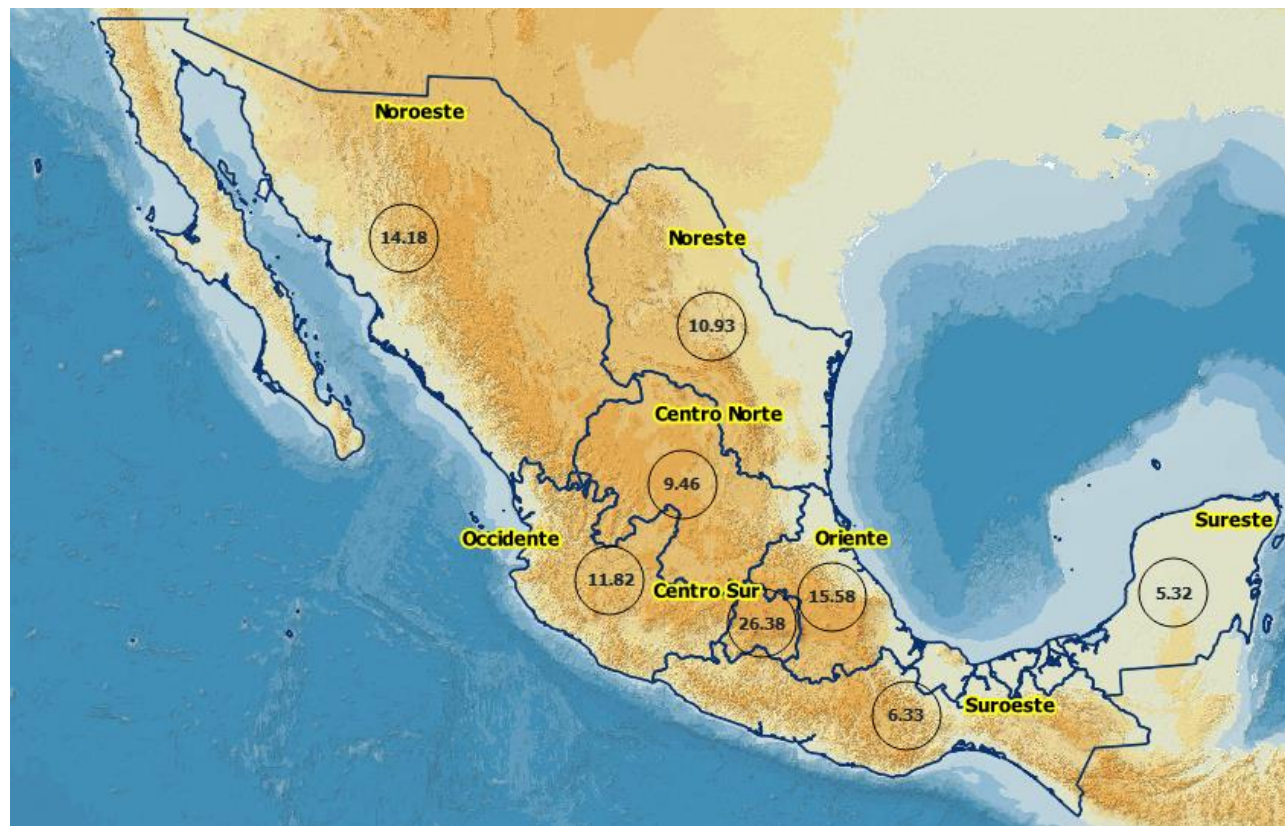 Noroeste
14.18
Noreste
10.93
Centro Norte
9.46
Occidente
11.82
Centro Sur
26.38
Oriente
15.58
Sureste
5.32
Suroeste
6.33